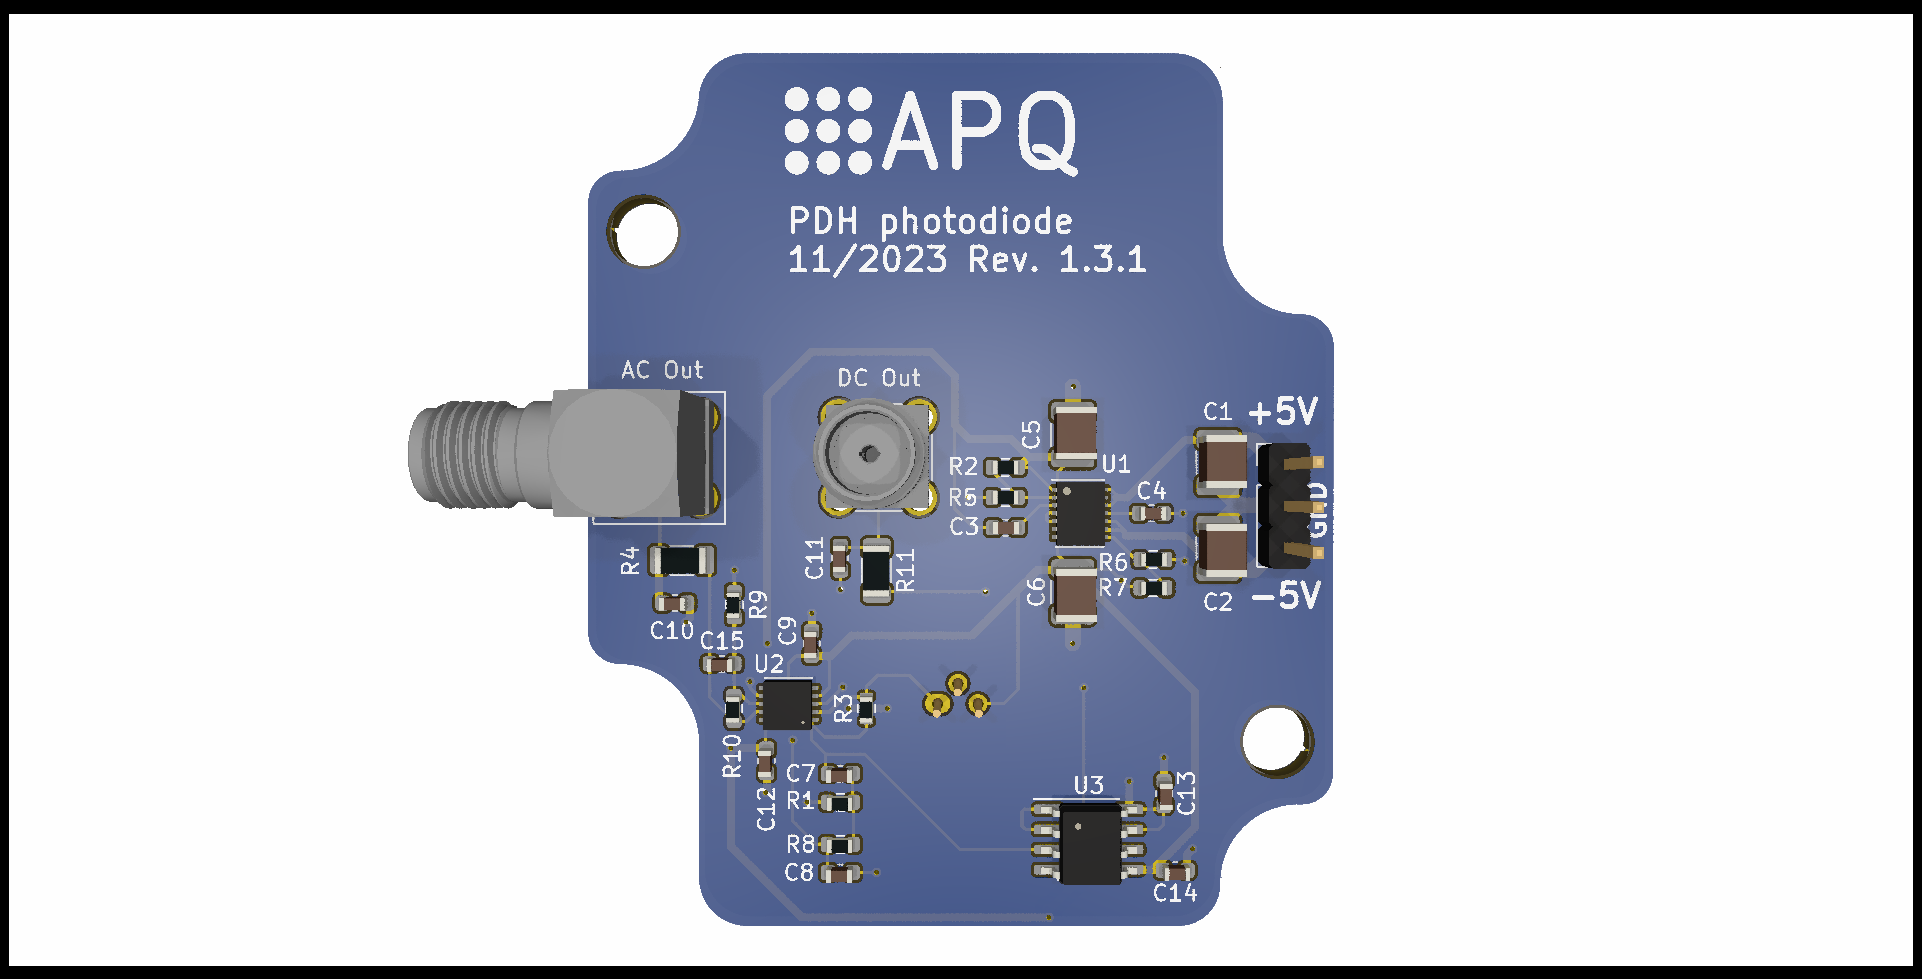 APQ
PDH photodiode
11/2023 Rev. 1.3.1
AC Out
DC Out
C1
+5V
C5
R2
U1
R5
C4
C3
GND
R4
C11
R11
R6
R7
C6
C2
-5V
R9
C10
C15
C9
U2
R3
R10
C7
C12
R1
U3
C13
R8
C8
C14